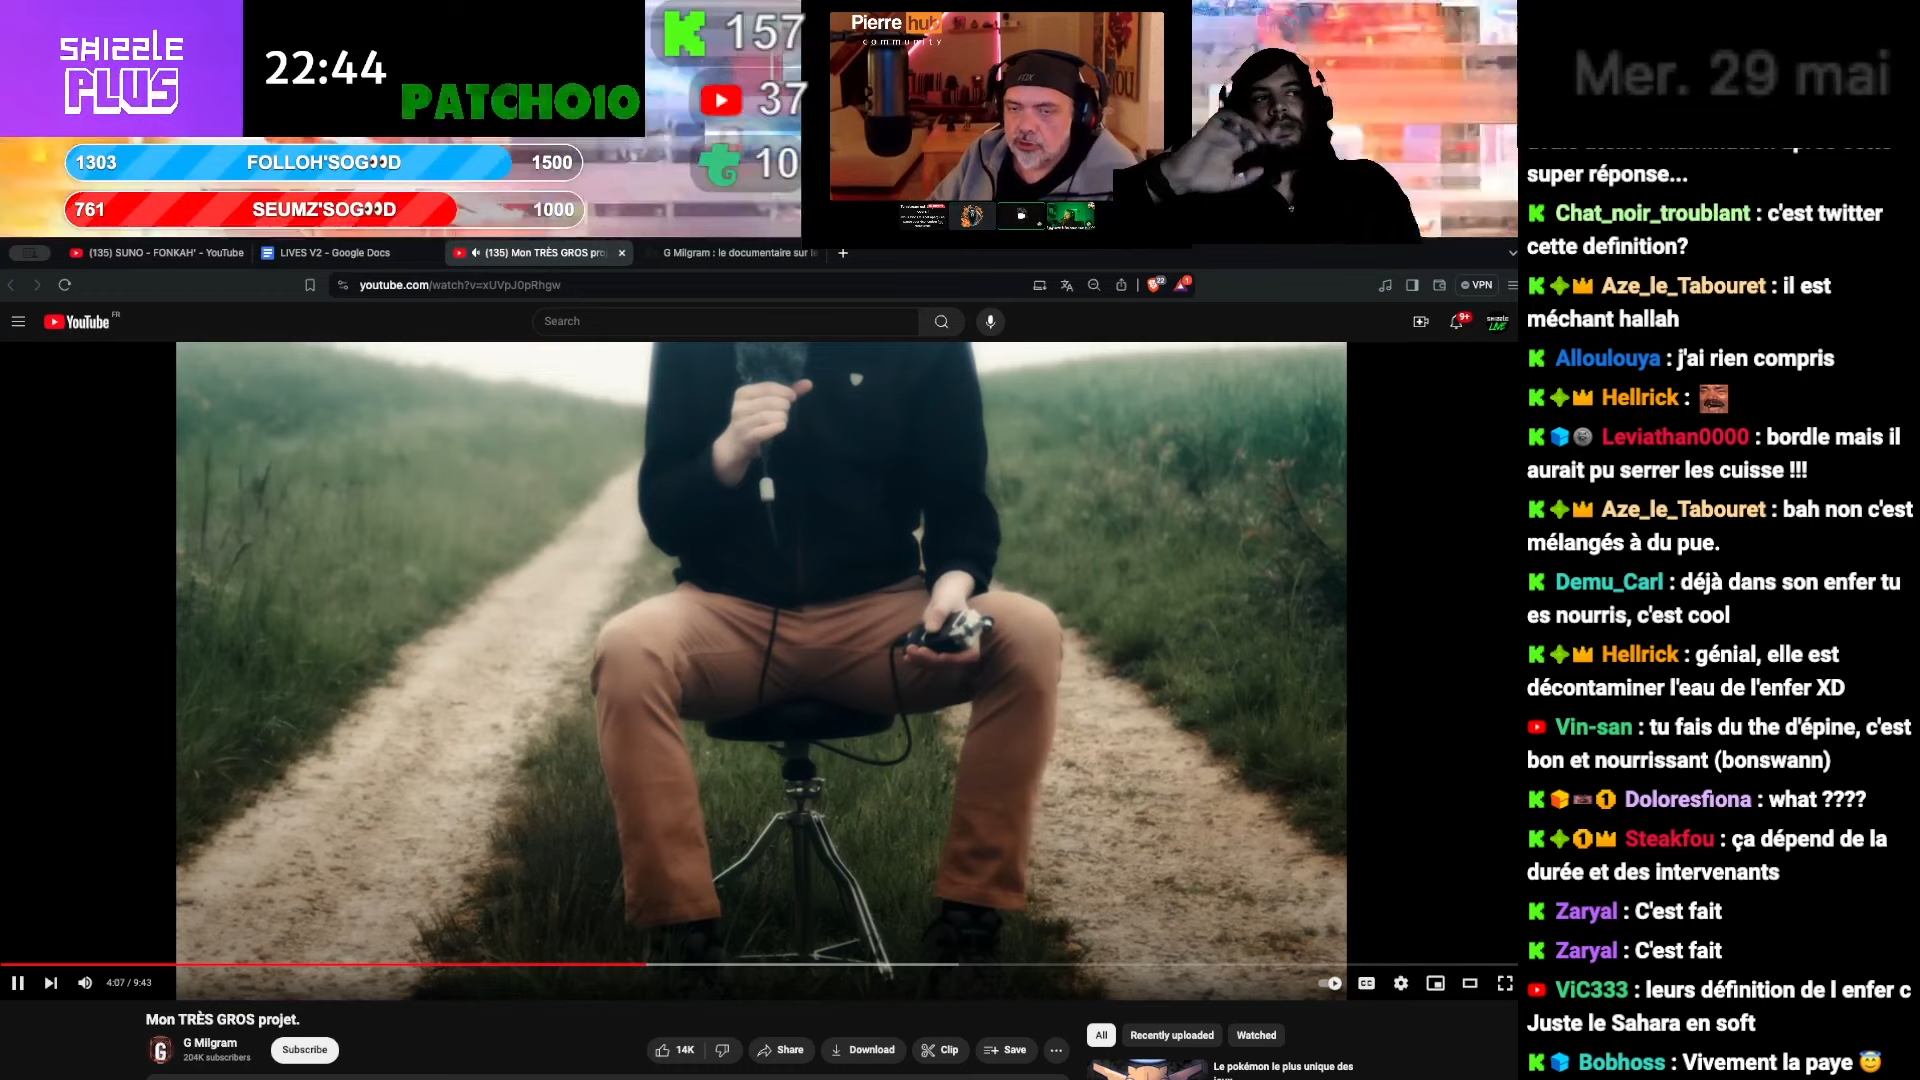 SHIZZLE
PLUS
22:44
PATCHO10
157
37
10
1303 FOLLOH'SOG👀D 1500
761 SEUMZ'SOG👀D 1000
Pierre hub
community
Mer. 29 mai
(135) SUNO - FONKAH' - YouTube
LIVES V2 - Google Docs
(135) Mon TRÈS GROS pro
G Milgram : le documentaire sur le
youtube.com/watch?v=xUVpJ0pRhgw
22
1
VPN
YouTube FR
Search
9+
SHIZZLE
LIVE
4:07 / 9:43
Mon TRÈS GROS projet.
G Milgram
204K subscribers
Subscribe
14K
Share
Download
Clip
Save
All
Recently uploaded
Watched
Le pokémon le plus unique des
super réponse...
Chat_noir_troublant : c'est twitter
cette definition?
Aze_le_Tabouret : il est
méchant hallah
Alloulouya : j'ai rien compris
Hellrick :
Leviathan0000 : bordle mais il
aurait pu serrer les cuisse !!!
Aze_le_Tabouret : bah non c'est
mélangés à du pue.
Demu_Carl : déjà dans son enfer tu
es nourris, c'est cool
Hellrick : génial, elle est
décontaminer l'eau de l'enfer XD
Vin-san : tu fais du the d'épine, c'est
bon et nourrissant (bonswann)
Doloresfiona : what ????
Steakfou : ça dépend de la
durée et des intervenants
Zaryal : C'est fait
Zaryal : C'est fait
ViC333 : leurs définition de l enfer c
Juste le Sahara en soft
Bobhoss : Vivement la paye 😇